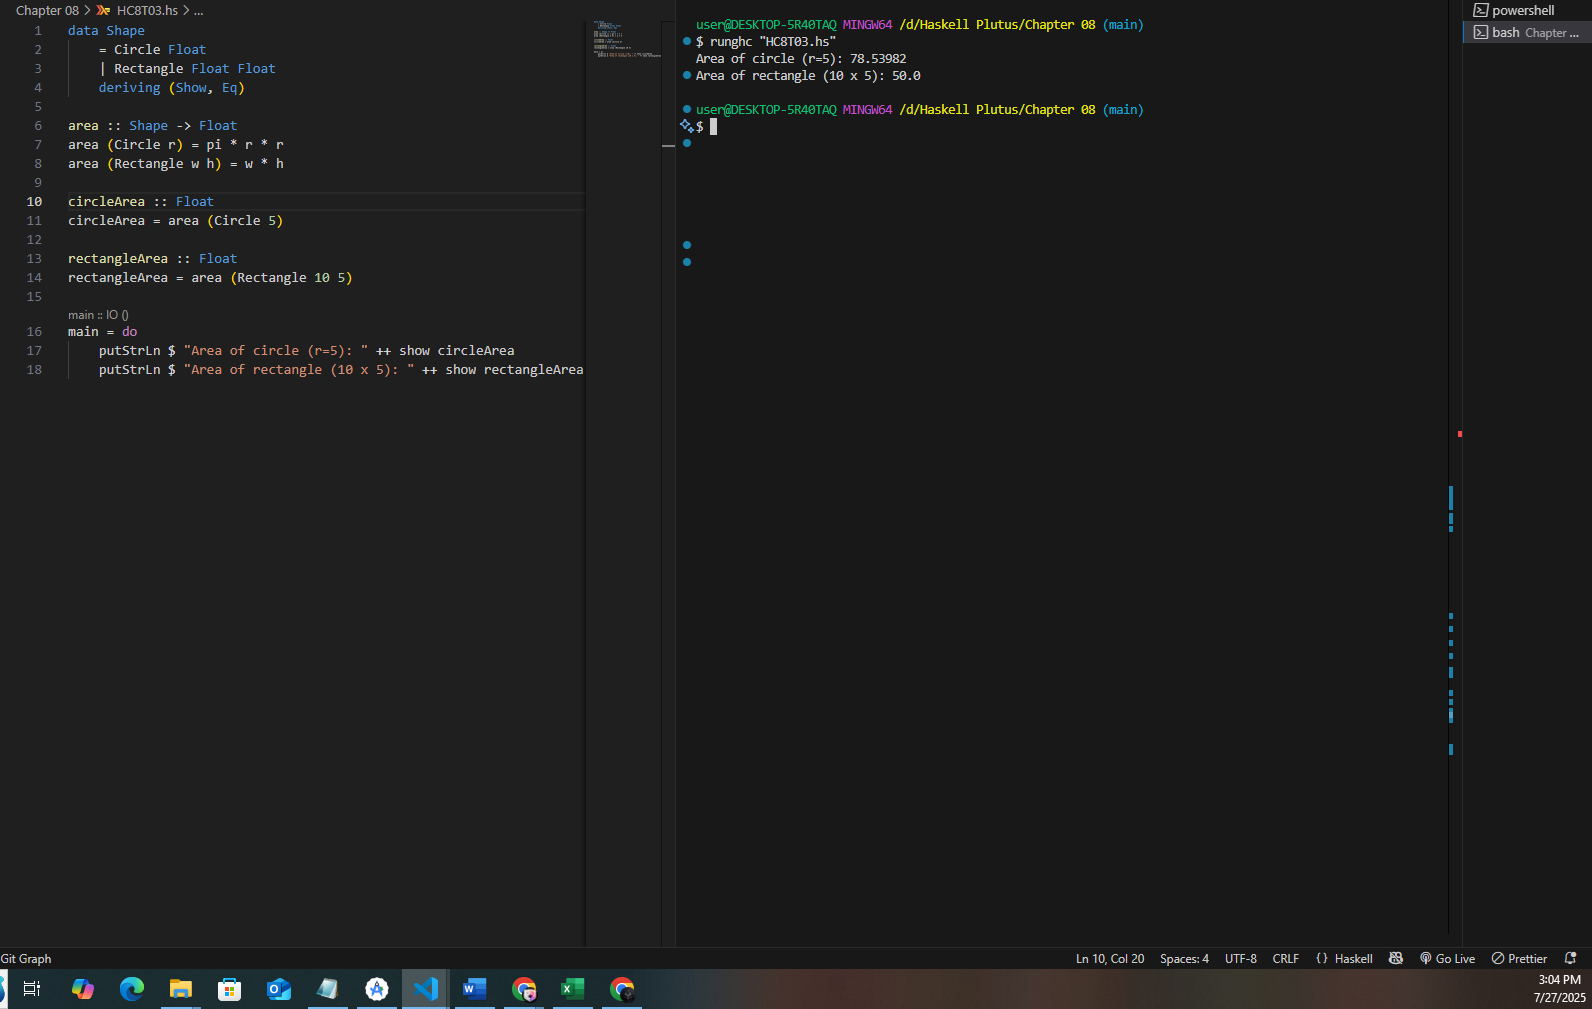 Chapter 08 > HC8T03.hs > ...
1 data Shape
2     = Circle Float
3     | Rectangle Float Float
4     deriving (Show, Eq)
5
6 area :: Shape -> Float
7 area (Circle r) = pi * r * r
8 area (Rectangle w h) = w * h
9
10 circleArea :: Float
11 circleArea = area (Circle 5)
12
13 rectangleArea :: Float
14 rectangleArea = area (Rectangle 10 5)
15
main :: IO ()
16 main = do
17     putStrLn $ "Area of circle (r=5): " ++ show circleArea
18     putStrLn $ "Area of rectangle (10 x 5): " ++ show rectangleArea
user@DESKTOP-5R40TAQ MINGW64 /d/Haskell Plutus/Chapter 08 (main)
$ runghc "HC8T03.hs"
Area of circle (r=5): 78.53982
Area of rectangle (10 x 5): 50.0
user@DESKTOP-5R40TAQ MINGW64 /d/Haskell Plutus/Chapter 08 (main)
$
powershell
bash Chapter ...
Git Graph
Ln 10, Col 20
Spaces: 4
UTF-8
CRLF
{ } Haskell
Go Live
Prettier
3:04 PM
7/27/2025